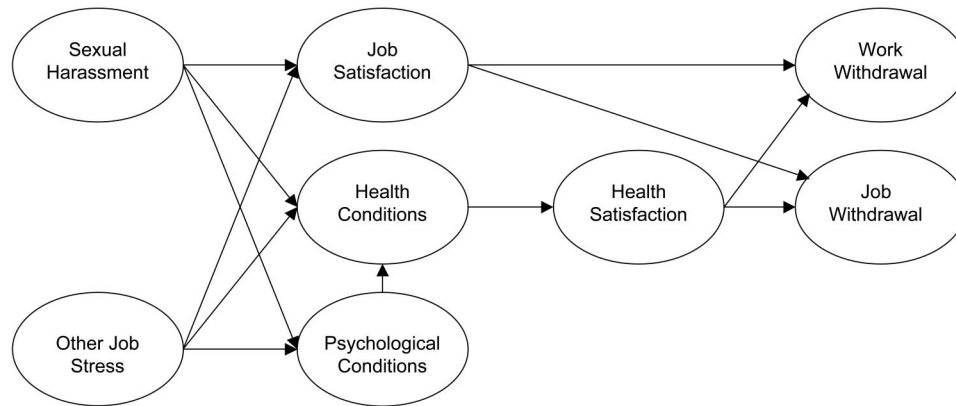 Sexual
Harassment
Job
Satisfaction
Work
Withdrawal
Health
Conditions
Health
Satisfaction
Job
Withdrawal
Other Job
Stress
Psychological
Conditions